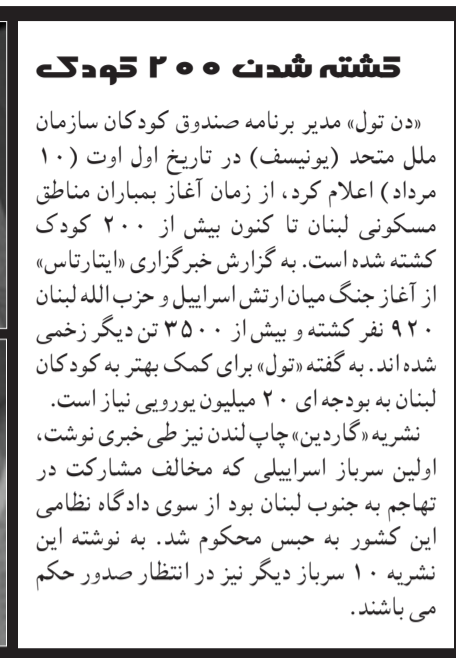 کشته شدن ۲۰۰ کودک
«دن تول» مدیر برنامه صندوق کودکان سازمان
ملل متحد (یونیسف) در تاریخ اول اوت (۱۰
مرداد) اعلام کرد، از زمان آغاز بمباران مناطق
مسکونی لبنان تا کنون بیش از ۲۰۰ کودک
کشته شده است. به گزارش خبرگزاری «ایتارتاس»
از آغاز جنگ میان ارتش اسراییل و حزب الله لبنان
۹۲۰ نفر کشته و بیش از ۳۵۰۰ تن دیگر زخمی
شده اند. به گفته «تول» برای کمک بهتر به کودکان
لبنان به بودجه ای ۲۰ میلیون یورویی نیاز است.
نشریه «گاردین» چاپ لندن نیز طی خبری نوشت،
اولین سرباز اسراییلی که مخالف مشارکت در
تهاجم به جنوب لبنان بود از سوی دادگاه نظامی
این کشور به حبس محکوم شد. به نوشته این
نشریه ۱۰ سرباز دیگر نیز در انتظار صدور حکم
می باشند.